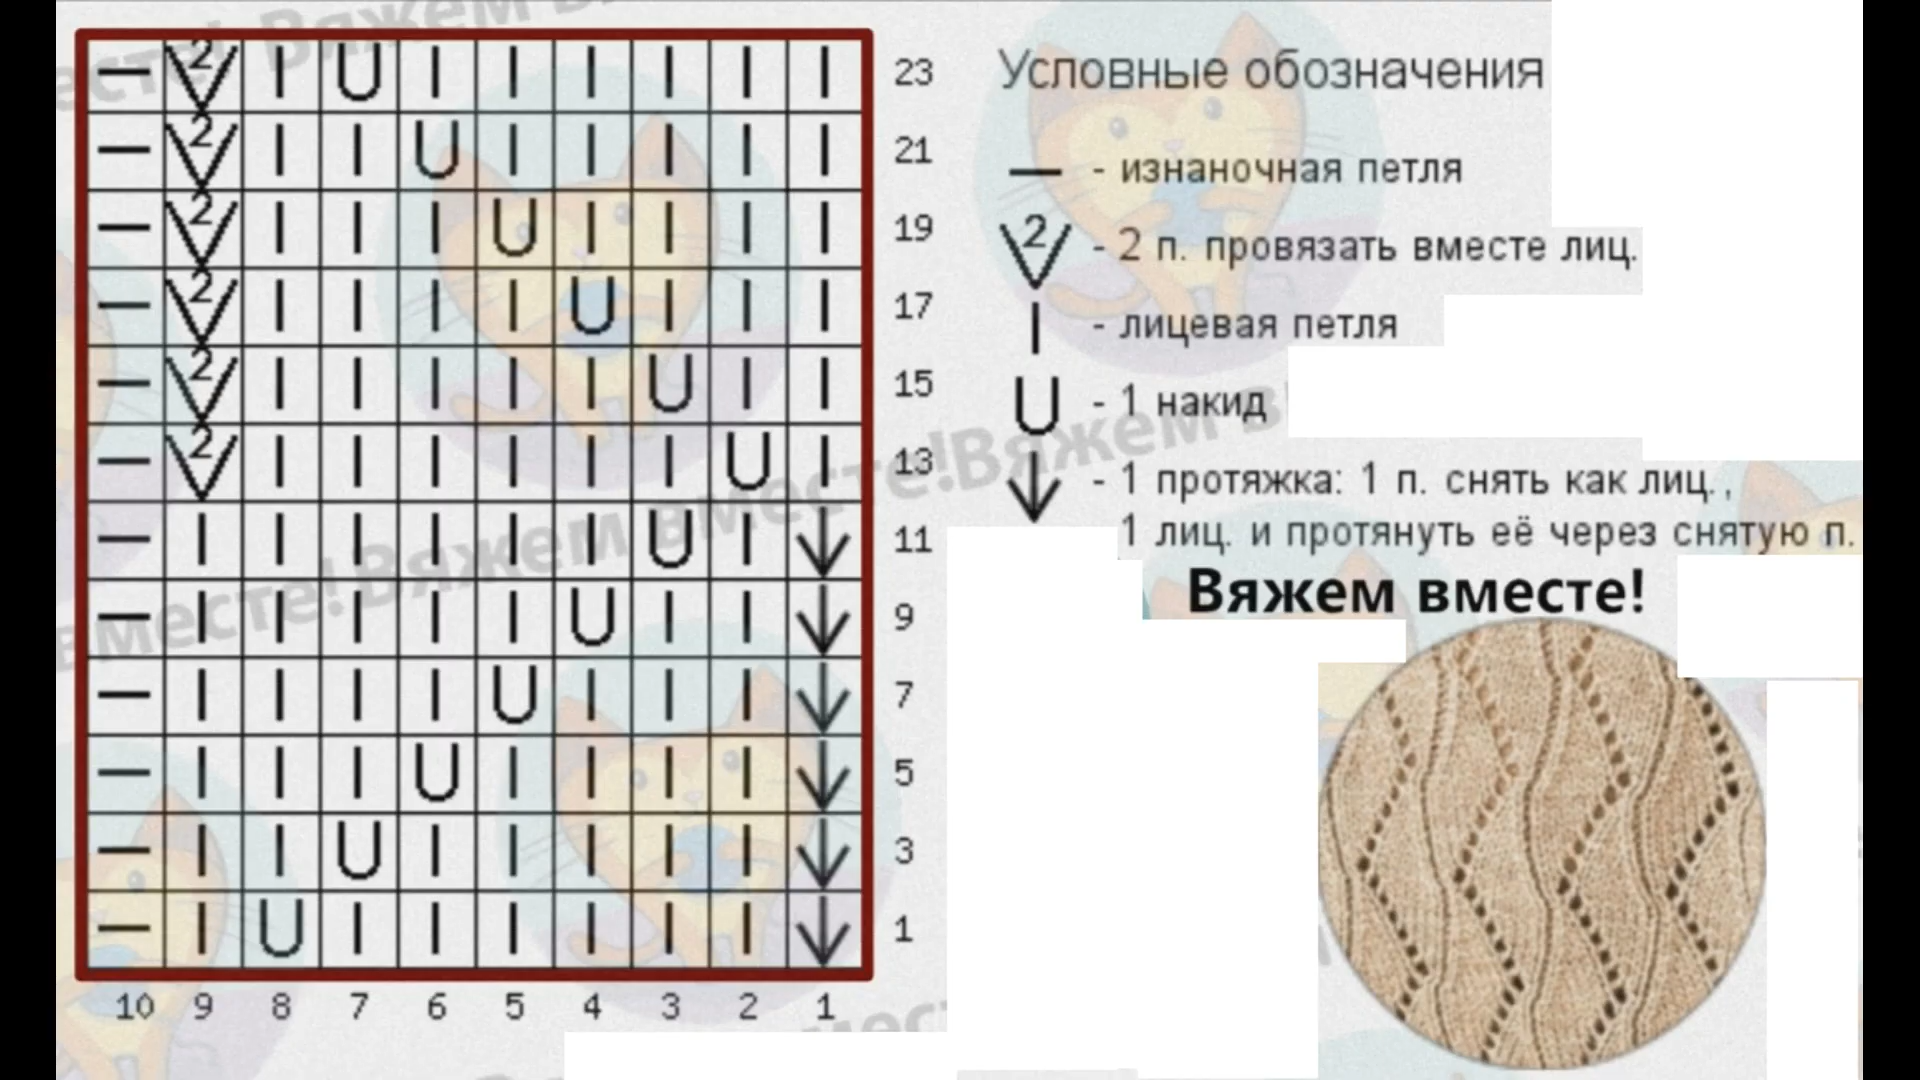 Условные обозначения
— - изнаночная петля
2 - 2 п. провязать вместе лиц.
I - лицевая петля
U - 1 накид
- 1 протяжка: 1 п. снять как лиц.,
1 лиц. и протянуть её через снятую п.
Вяжем вместе!
23
21
19
17
15
13
11
9
7
5
3
1
10 9 8 7 6 5 4 3 2 1